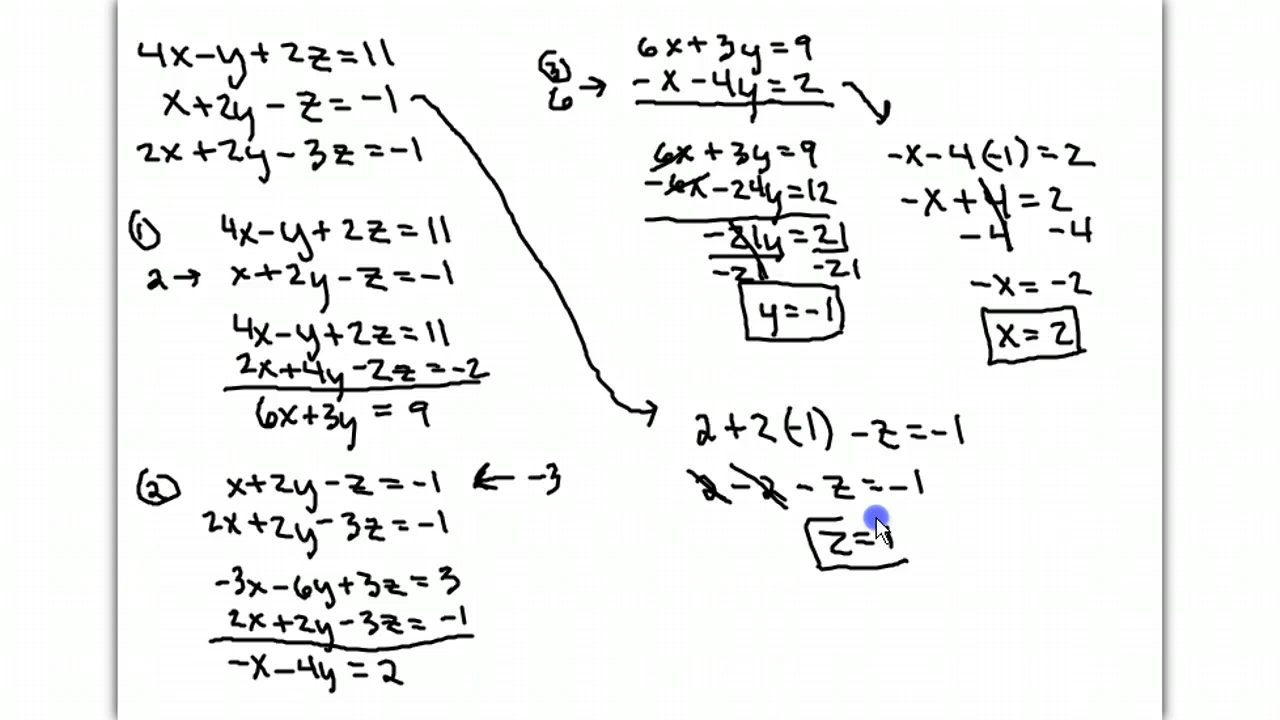 4x-y+2z=11
x+2y-z=-1
2x+2y-3z=-1
①
4x-y+2z=11
2→ x+2y-z=-1
4x-y+2z=11
2x+4y-2z=-2
6x+3y=9
② x+2y-z=-1 ← -3
2x+2y-3z=-1
-3x-6y+3z=3
2x+2y-3z=-1
-x-4y=2
③ 6x+3y=9
6→ -x-4y=2
6x+3y=9
-6x-24y=12
-21y=21
-21 -21
y=-1
-x-4(-1)=2
-x+4=2
-4 -4
-x=-2
x=2
2+2(-1)-z=-1
2-2-z=-1
z=1